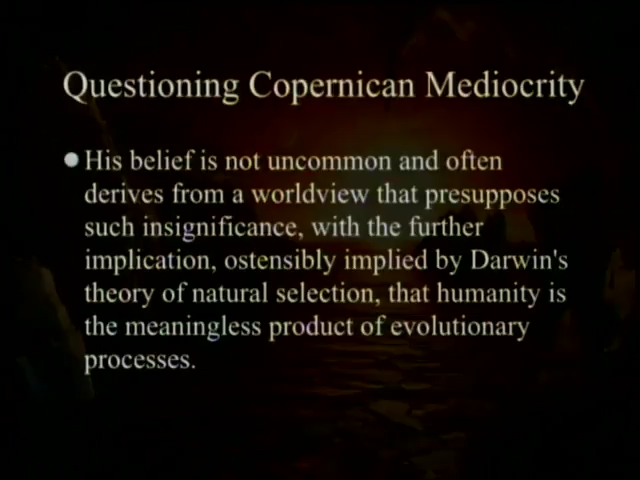 Questioning Copernican Mediocrity
His belief is not uncommon and often
derives from a worldview that presupposes
such insignificance, with the further
implication, ostensibly implied by Darwin's
theory of natural selection, that humanity is
the meaningless product of evolutionary
processes.